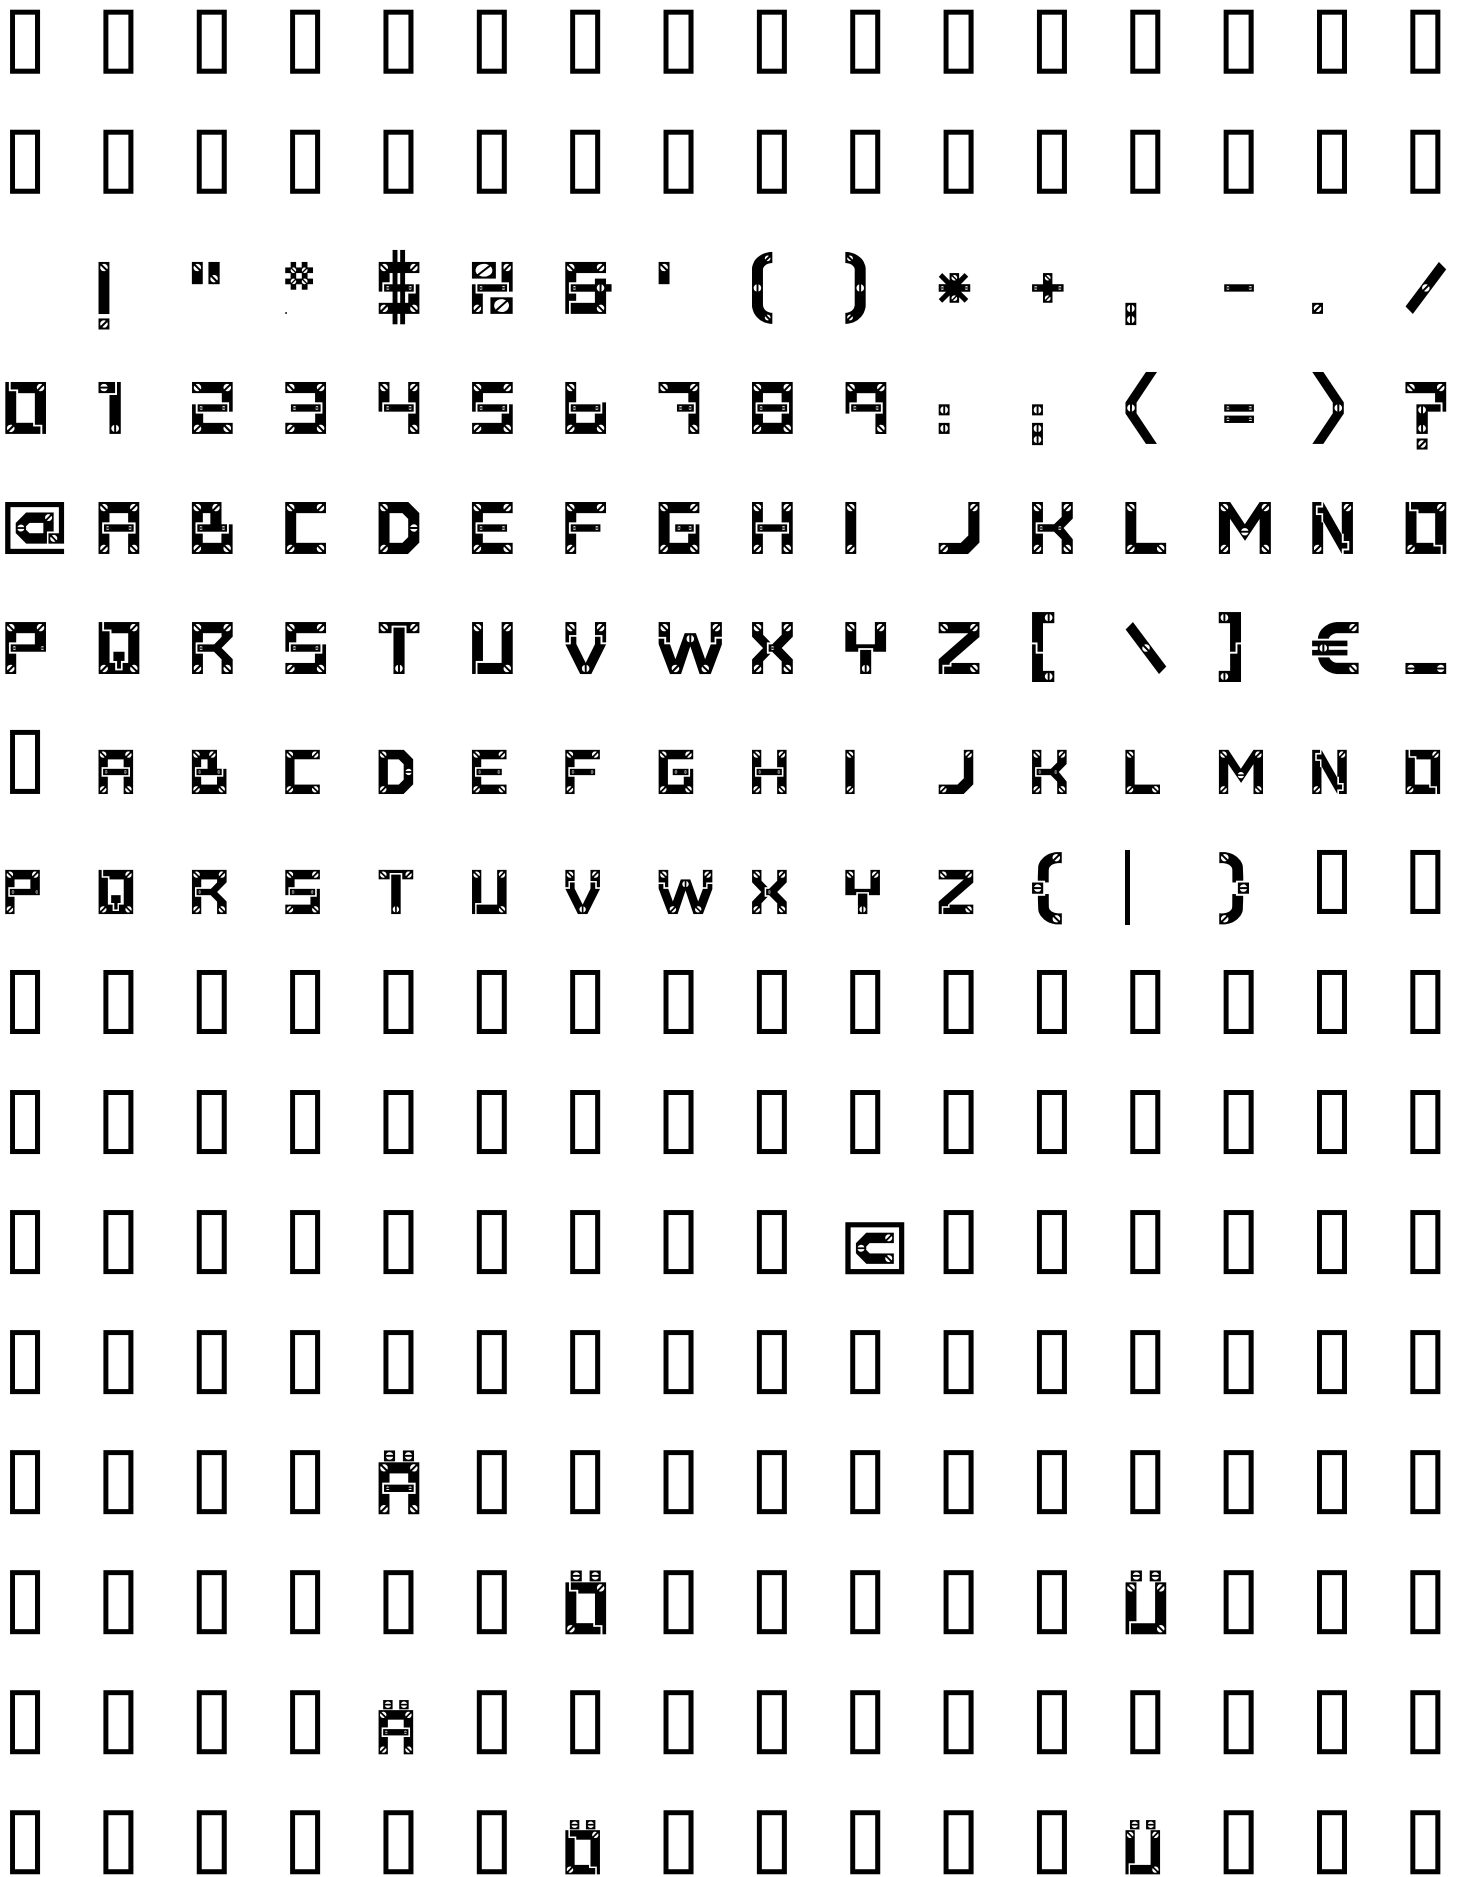 ! " # $ % & ' ( ) * + , - . /
0 1 2 3 4 5 6 7 8 9 : ; < = > ?
@ A B C D E F G H I J K L M N O
P Q R S T U V W X Y Z [ \ ] € _
A B C D E F G H I J K L M N O
P Q R S T U V W X Y Z { | }
©
Ä
Ö Ü
Ä
Ö Ü